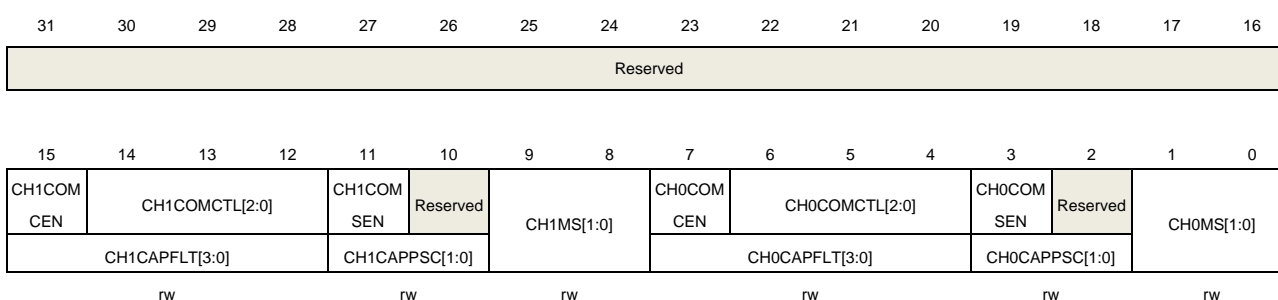 31 30 29 28 27 26 25 24 23 22 21 20 19 18 17 16
Reserved
15 14 13 12 11 10 9 8 7 6 5 4 3 2 1 0
CH1COM
CEN
CH1COMCTL[2:0]
CH1COM
SEN
Reserved
CH1MS[1:0]
CH0COM
CEN
CH0COMCTL[2:0]
CH0COM
SEN
Reserved
CH0MS[1:0]
CH1CAPFLT[3:0]
CH1CAPPSC[1:0]
CH0CAPFLT[3:0]
CH0CAPPSC[1:0]
rw rw rw rw rw rw